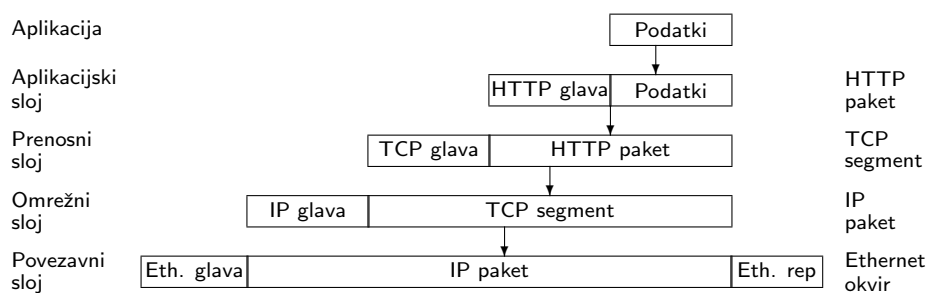 Aplikacija
Podatki
Aplikacijski
sloj
HTTP glava
Podatki
HTTP
paket
Prenosni
sloj
TCP glava
HTTP paket
TCP
segment
Omrežni
sloj
IP glava
TCP segment
IP
paket
Povezavni
sloj
Eth. glava
IP paket
Eth. rep
Ethernet
okvir